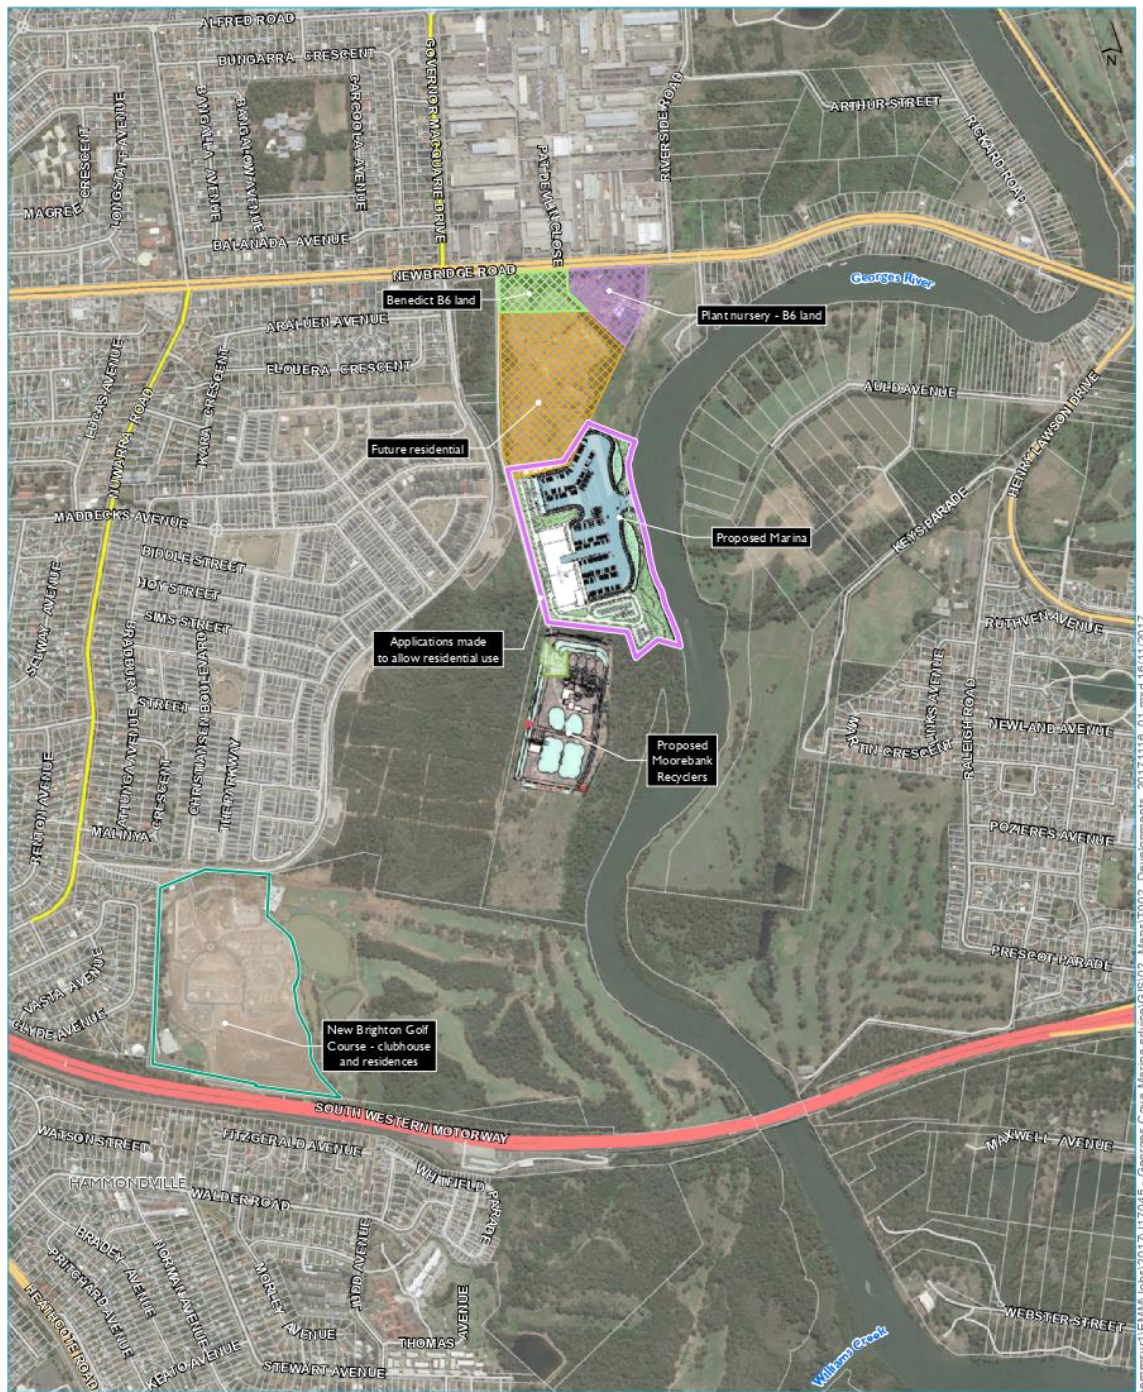 ALFRED ROAD
BUNGARRA CRESCENT
GOVERNOR MACQUARIE DRIVE
RIVERSIDE ROAD
N
ARTHUR STREET
RICKARD ROAD
MAGREE CRESCENT
LONGSTAFF AVENUE
BANGALLA AVENUE
BANGALOW AVENUE
GARGOOLA AVENUE
PAT DEVLIN CLOSE
BALANADA AVENUE
NEWBRIDGE ROAD
Benedict B6 land
Georges River
Plant nursery - B6 land
ARALUEN AVENUE
ELOUERA CRESCENT
LUCAS AVENUE
IKARA CRESCENT
NUWARRA ROAD
AULD AVENUE
HENRY LAWSON DRIVE
Future residential
KEYS PARADE
MADDECKS AVENUE
Proposed Marina
BIDDLE STREET
HOY STREET
SIMS STREET
SELWAY AVENUE
BRADBURY STREET
RUTHVEN AVENUE
Applications made
to allow residential use
LINKS AVENUE
RALEIGH ROAD
NEWLAND AVENUE
MARTIN CRESCENT
ATTUNGA AVENUE
CHRISTIANSEN BOULEVARD
THE PARKWAY
Proposed
Moorebank
Recyclers
RENTON AVENUE
MALINYA CRESCENT
POZIERES AVENUE
PRESCOT PARADE
VASTA AVENUE
CLYDE AVENUE
New Brighton Golf
Course - clubhouse
and residences
SOUTH WESTERN MOTORWAY
WATSON STREET
FITZGERALD AVENUE
WHITFIELD PARADE
MAXWELL AVENUE
HAMMONDVILLE
WALDER ROAD
BRADEY AVENUE
PRITCHARD AVENUE
NORMAN AVENUE
MORLEY AVENUE
JUDD AVENUE
HEATHCOTE ROAD
KEATO AVENUE
THOMAS AVENUE
STEWART AVENUE
Williams Creek
WEBSTER STREET